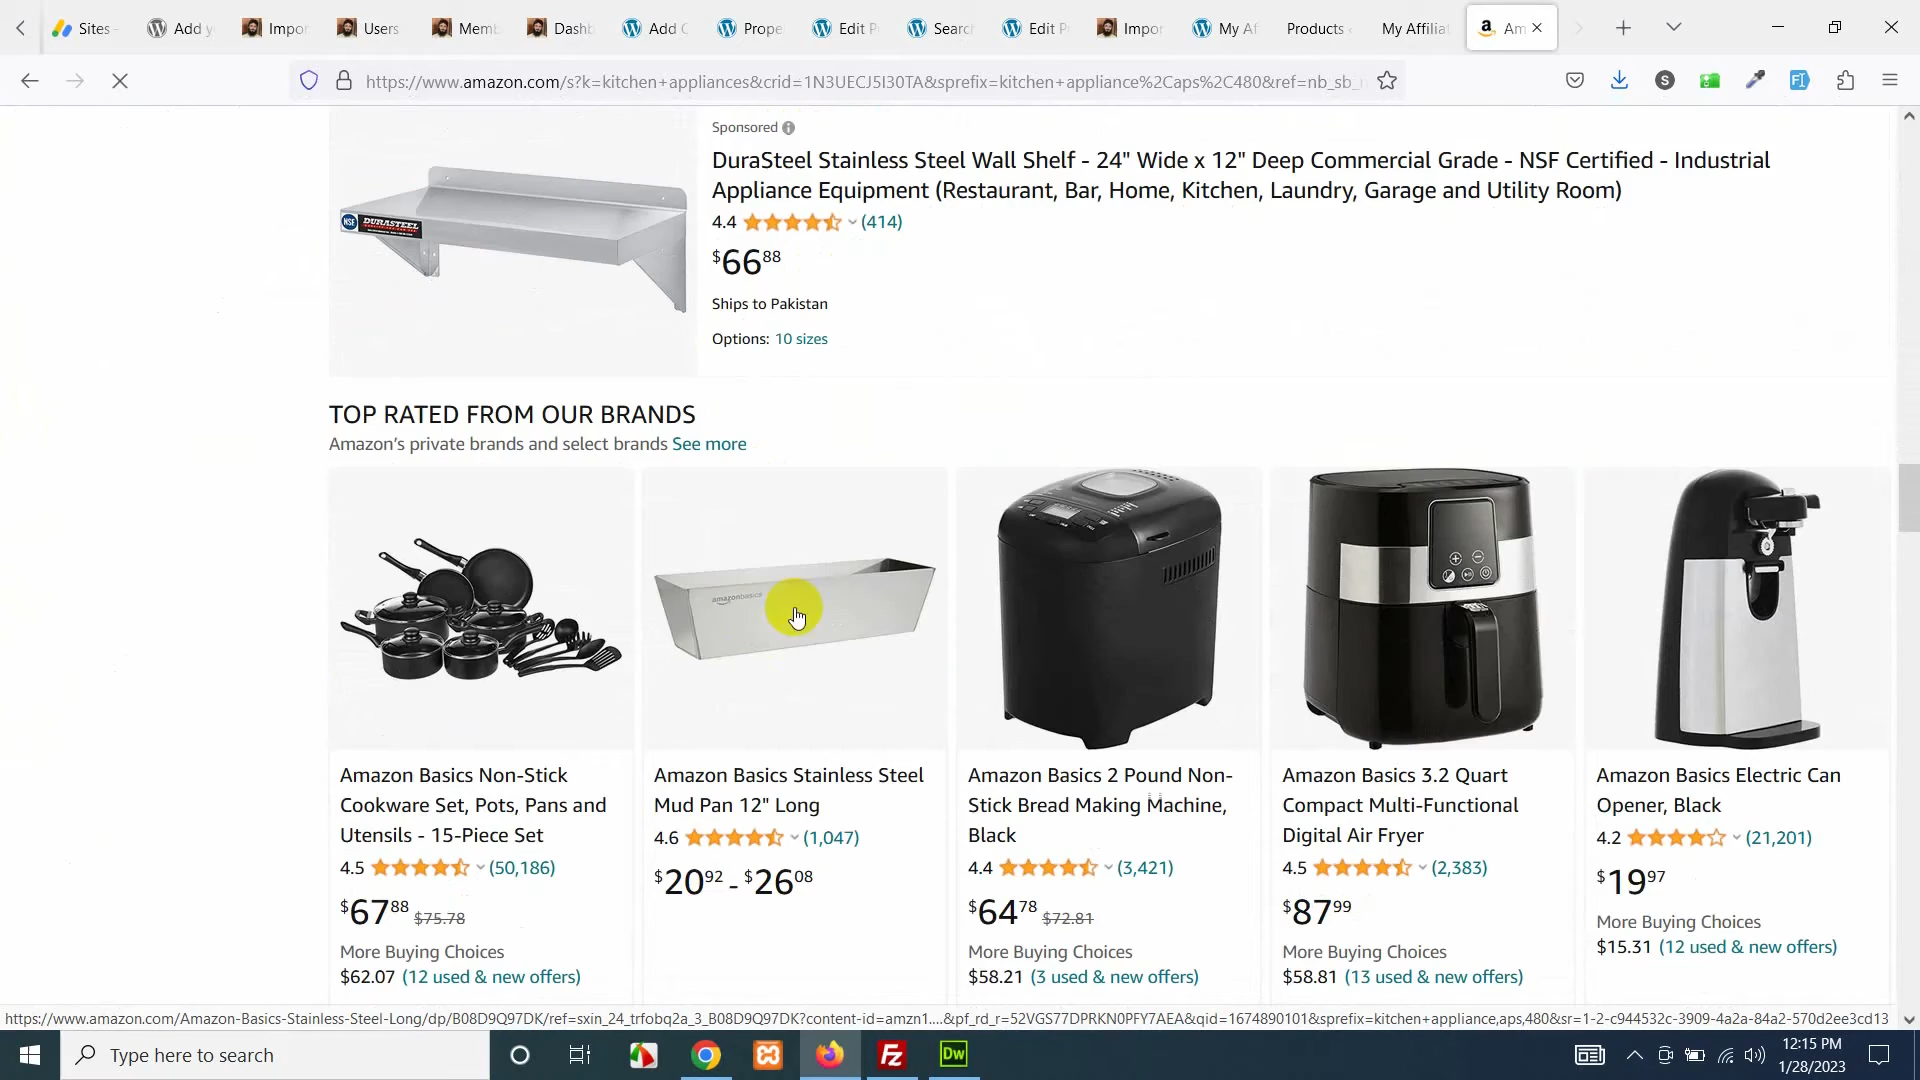 Sites
Add y
Impor
Users
Memb
Dashb
Add C
Prope
Edit P
Searc
Edit Pr
Impor
My Af
Products
My Affiliat
Am
https://www.amazon.com/s?k=kitchen+appliances&crid=1N3UECJ5I30TA&sprefix=kitchen+appliance%2Caps%2C480&ref=nb_sb_
Sponsored
DuraSteel Stainless Steel Wall Shelf - 24" Wide x 12" Deep Commercial Grade - NSF Certified - Industrial
Appliance Equipment (Restaurant, Bar, Home, Kitchen, Laundry, Garage and Utility Room)
4.4 (414)
$66 88
Ships to Pakistan
Options: 10 sizes
NSF DURASTEEL
TOP RATED FROM OUR BRANDS
Amazon's private brands and select brands See more
amazonbasics
Amazon Basics Non-Stick
Cookware Set, Pots, Pans and
Utensils - 15-Piece Set
4.5 (50,186)
$67 88 $75.78
More Buying Choices
$62.07 (12 used & new offers)
Amazon Basics Stainless Steel
Mud Pan 12" Long
4.6 (1,047)
$20 92 - $26 08
Amazon Basics 2 Pound Non-
Stick Bread Making Machine,
Black
4.4 (3,421)
$64 78 $72.81
More Buying Choices
$58.21 (3 used & new offers)
Amazon Basics 3.2 Quart
Compact Multi-Functional
Digital Air Fryer
4.5 (2,383)
$87 99
More Buying Choices
$58.81 (13 used & new offers)
Amazon Basics Electric Can
Opener, Black
4.2 (21,201)
$19 97
More Buying Choices
$15.31 (12 used & new offers)
https://www.amazon.com/Amazon-Basics-Stainless-Steel-Long/dp/B08D9Q97DK/ref=sxin_24_trfobq2a_3_B08D9Q97DK?content-id=amzn1....&pf_rd_r=52VGS77DPRKN0PFY7AEA&qid=1674890101&sprefix=kitchen+appliance,aps,480&sr=1-2-c944532c-3909-4a2a-84a2-570d2ee3cd13
Type here to search
Fz
Dw
12:15 PM
1/28/2023